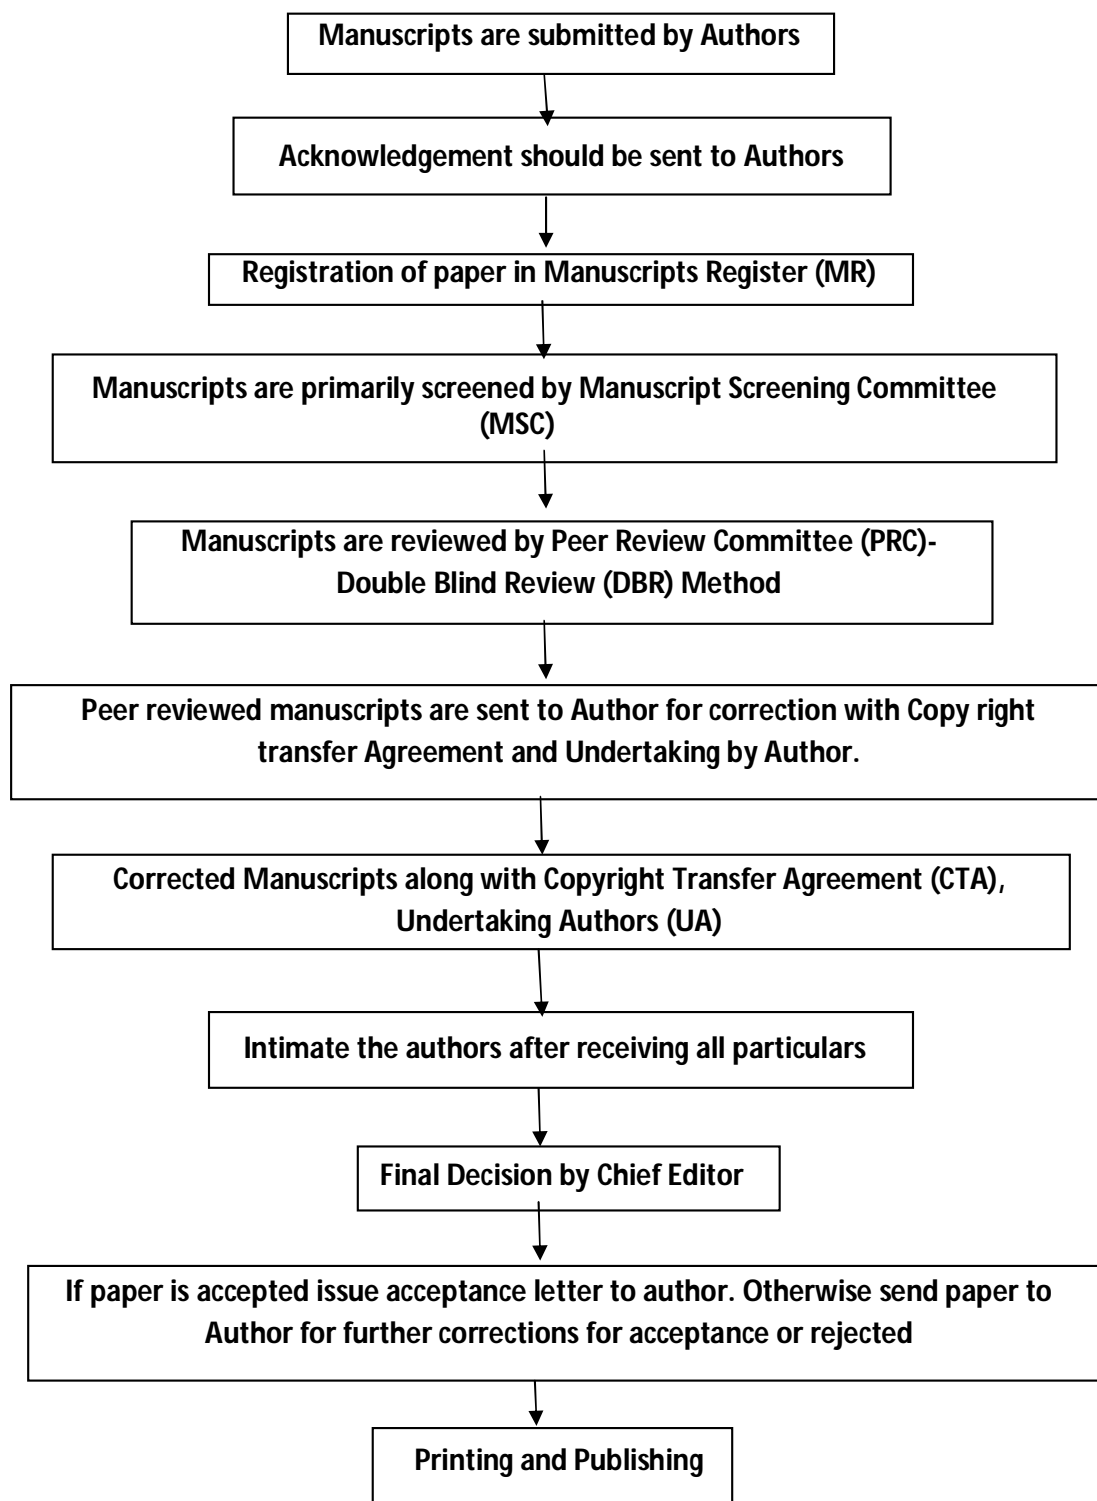 Manuscripts are submitted by Authors
Acknowledgement should be sent to Authors
Registration of paper in Manuscripts Register (MR)
Manuscripts are primarily screened by Manuscript Screening Committee
(MSC)
Manuscripts are reviewed by Peer Review Committee (PRC)-
Double Blind Review (DBR) Method
Peer reviewed manuscripts are sent to Author for correction with Copy right
transfer Agreement and Undertaking by Author.
Corrected Manuscripts along with Copyright Transfer Agreement (CTA),
Undertaking Authors (UA)
Intimate the authors after receiving all particulars
Final Decision by Chief Editor
If paper is accepted issue acceptance letter to author. Otherwise send paper to
Author for further corrections for acceptance or rejected
Printing and Publishing